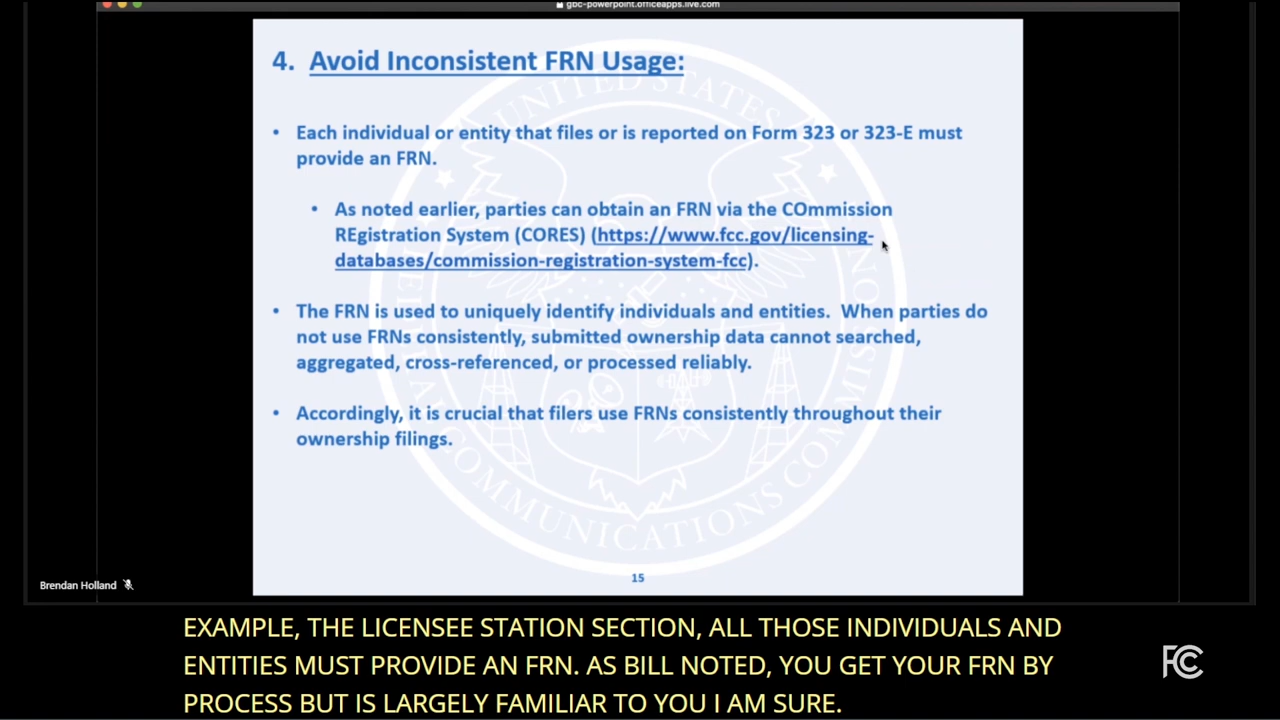 gbc-powerpoint.officeapps.live.com
4. Avoid Inconsistent FRN Usage:
• Each individual or entity that files or is reported on Form 323 or 323-E must
provide an FRN.
• As noted earlier, parties can obtain an FRN via the COmmission
REgistration System (CORES) (https://www.fcc.gov/licensing-
databases/commission-registration-system-fcc).
• The FRN is used to uniquely identify individuals and entities. When parties do
not use FRNs consistently, submitted ownership data cannot searched,
aggregated, cross-referenced, or processed reliably.
• Accordingly, it is crucial that filers use FRNs consistently throughout their
ownership filings.
UNITED STATES
FEDERAL COMMUNICATIONS COMMISSION
15
Brendan Holland
EXAMPLE, THE LICENSEE STATION SECTION, ALL THOSE INDIVIDUALS AND
ENTITIES MUST PROVIDE AN FRN. AS BILL NOTED, YOU GET YOUR FRN BY
PROCESS BUT IS LARGELY FAMILIAR TO YOU I AM SURE.
FCC